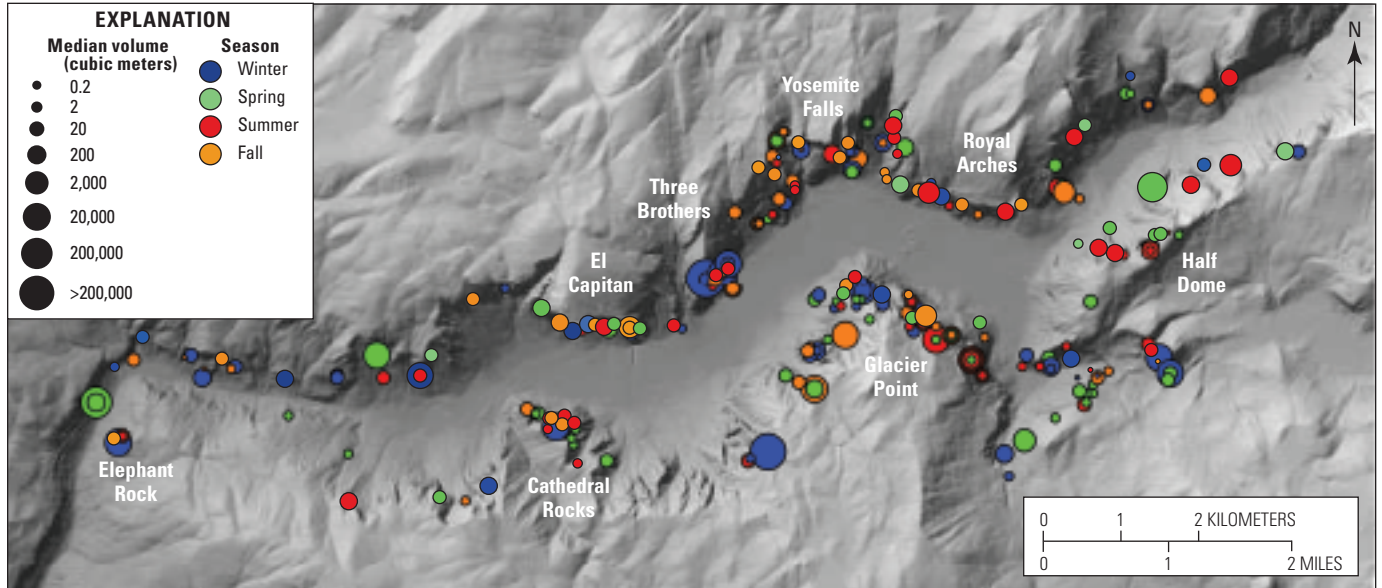 EXPLANATION
Median volume
(cubic meters)
0.2
2
20
200
2,000
20,000
200,000
>200,000
Season
Winter
Spring
Summer
Fall
N
Yosemite
Falls
Royal
Arches
Three
Brothers
El
Capitan
Half
Dome
Glacier
Point
Elephant
Rock
Cathedral
Rocks
0 1 2 KILOMETERS
0 1 2 MILES